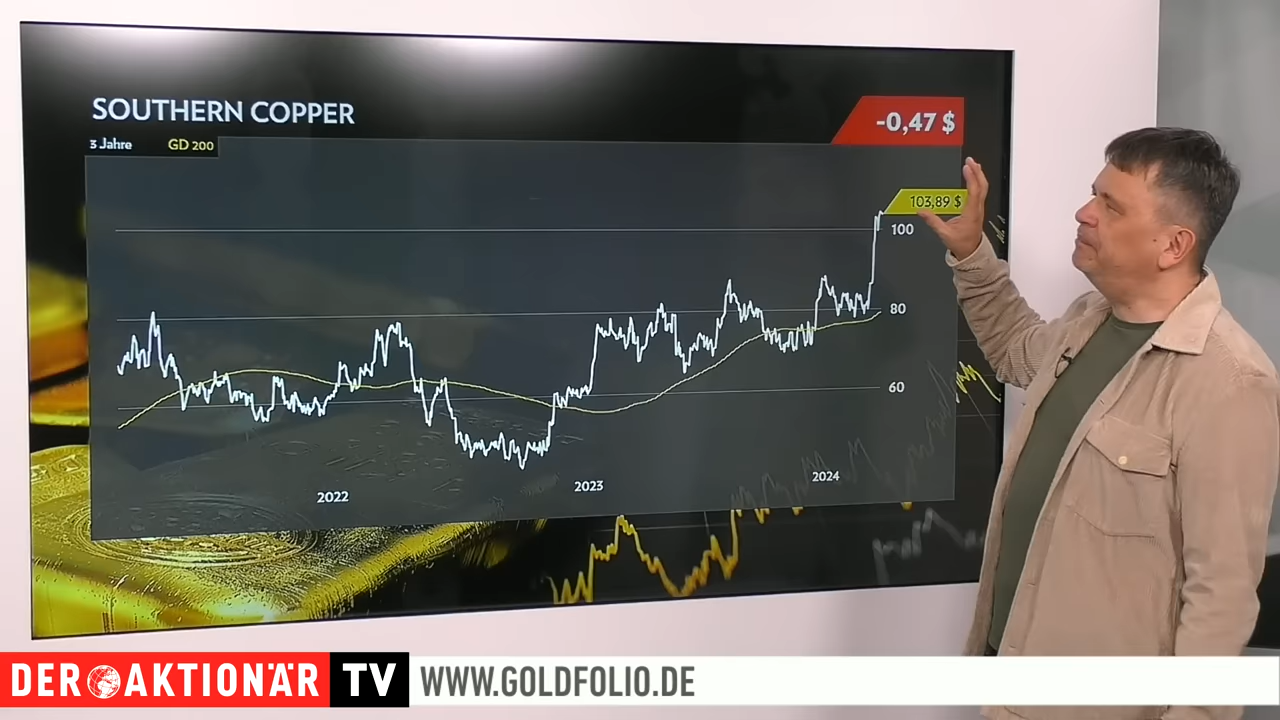 SOUTHERN COPPER
-0,47 $
3 Jahre GD 200
103,89 $
100
80
60
2022 2023 2024
DER AKTIONÄR TV WWW.GOLDFOLIO.DE